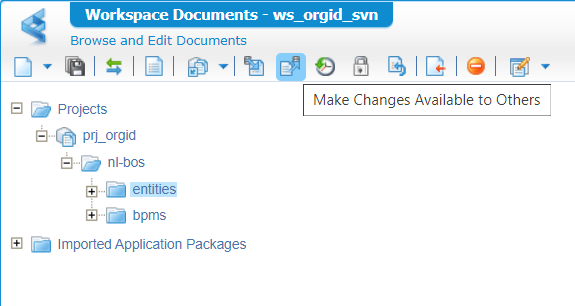 Workspace Documents - ws_orgid_svn
Browse and Edit Documents
Make Changes Available to Others
Projects
prj_orgid
nl-bos
entities
bpms
Imported Application Packages